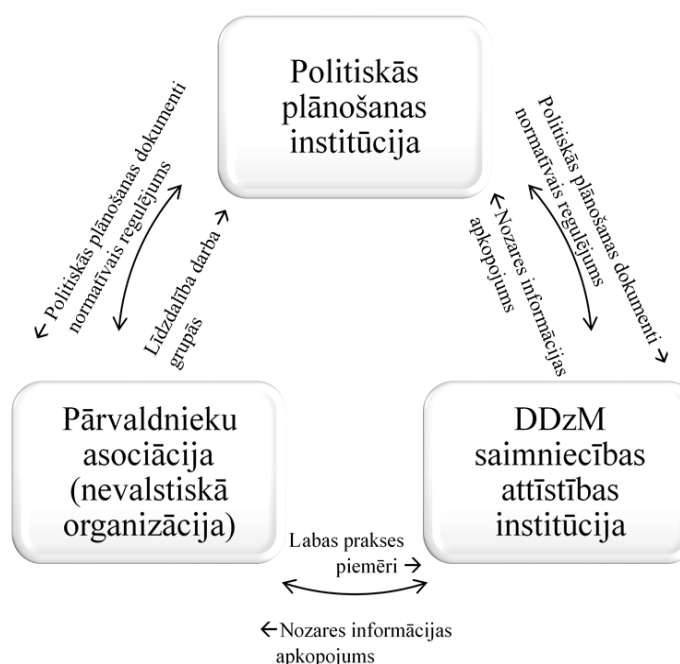 Politiskās
plānošanas
institūcija
← Politiskās plānošanas dokumenti
normatīvais regulējums
Līdzdalība darba →
grupās
Politiskās plānošanas dokumenti →
normatīvais regulējums
←Nozares informācijas
apkopojums
Pārvaldnieku
asociācija
(nevalstiskā
organizācija)
DDzM
saimniecības
attīstības
institūcija
Labas prakses
piemēri →
←Nozares informācijas
apkopojums